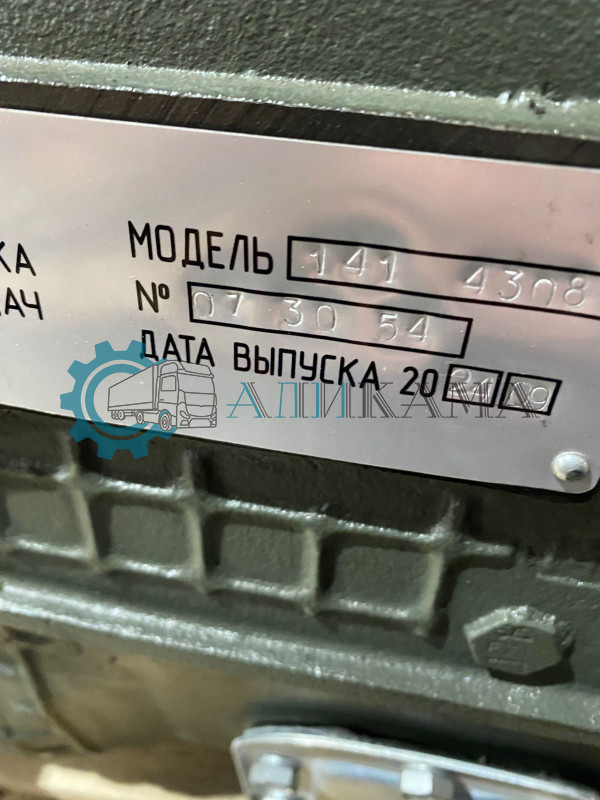 КА
АЧ
МОДЕЛЬ 141 4308
№ 07 30 54
ДАТА ВЫПУСКА 20
АЛИКАМА